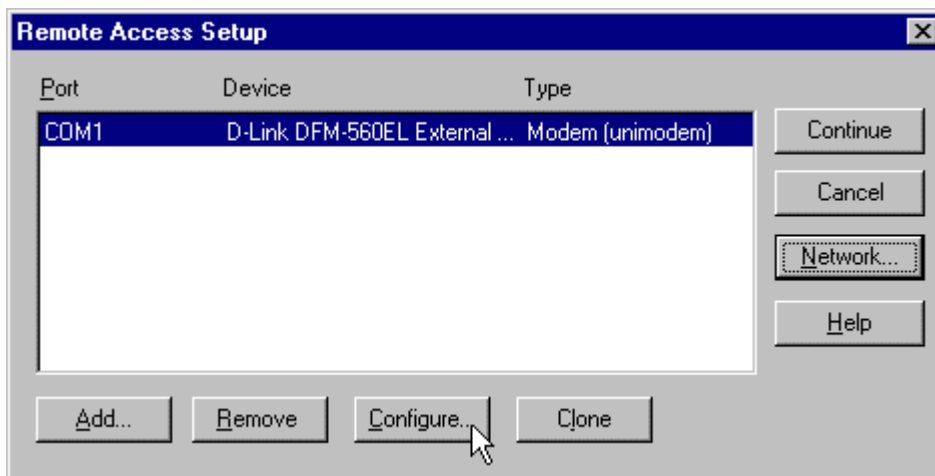 Remote Access Setup
Port Device Type
COM1 D-Link DFM-560EL External ... Modem (unimodem)
Continue
Cancel
Network...
Help
Add... Remove Configure... Clone